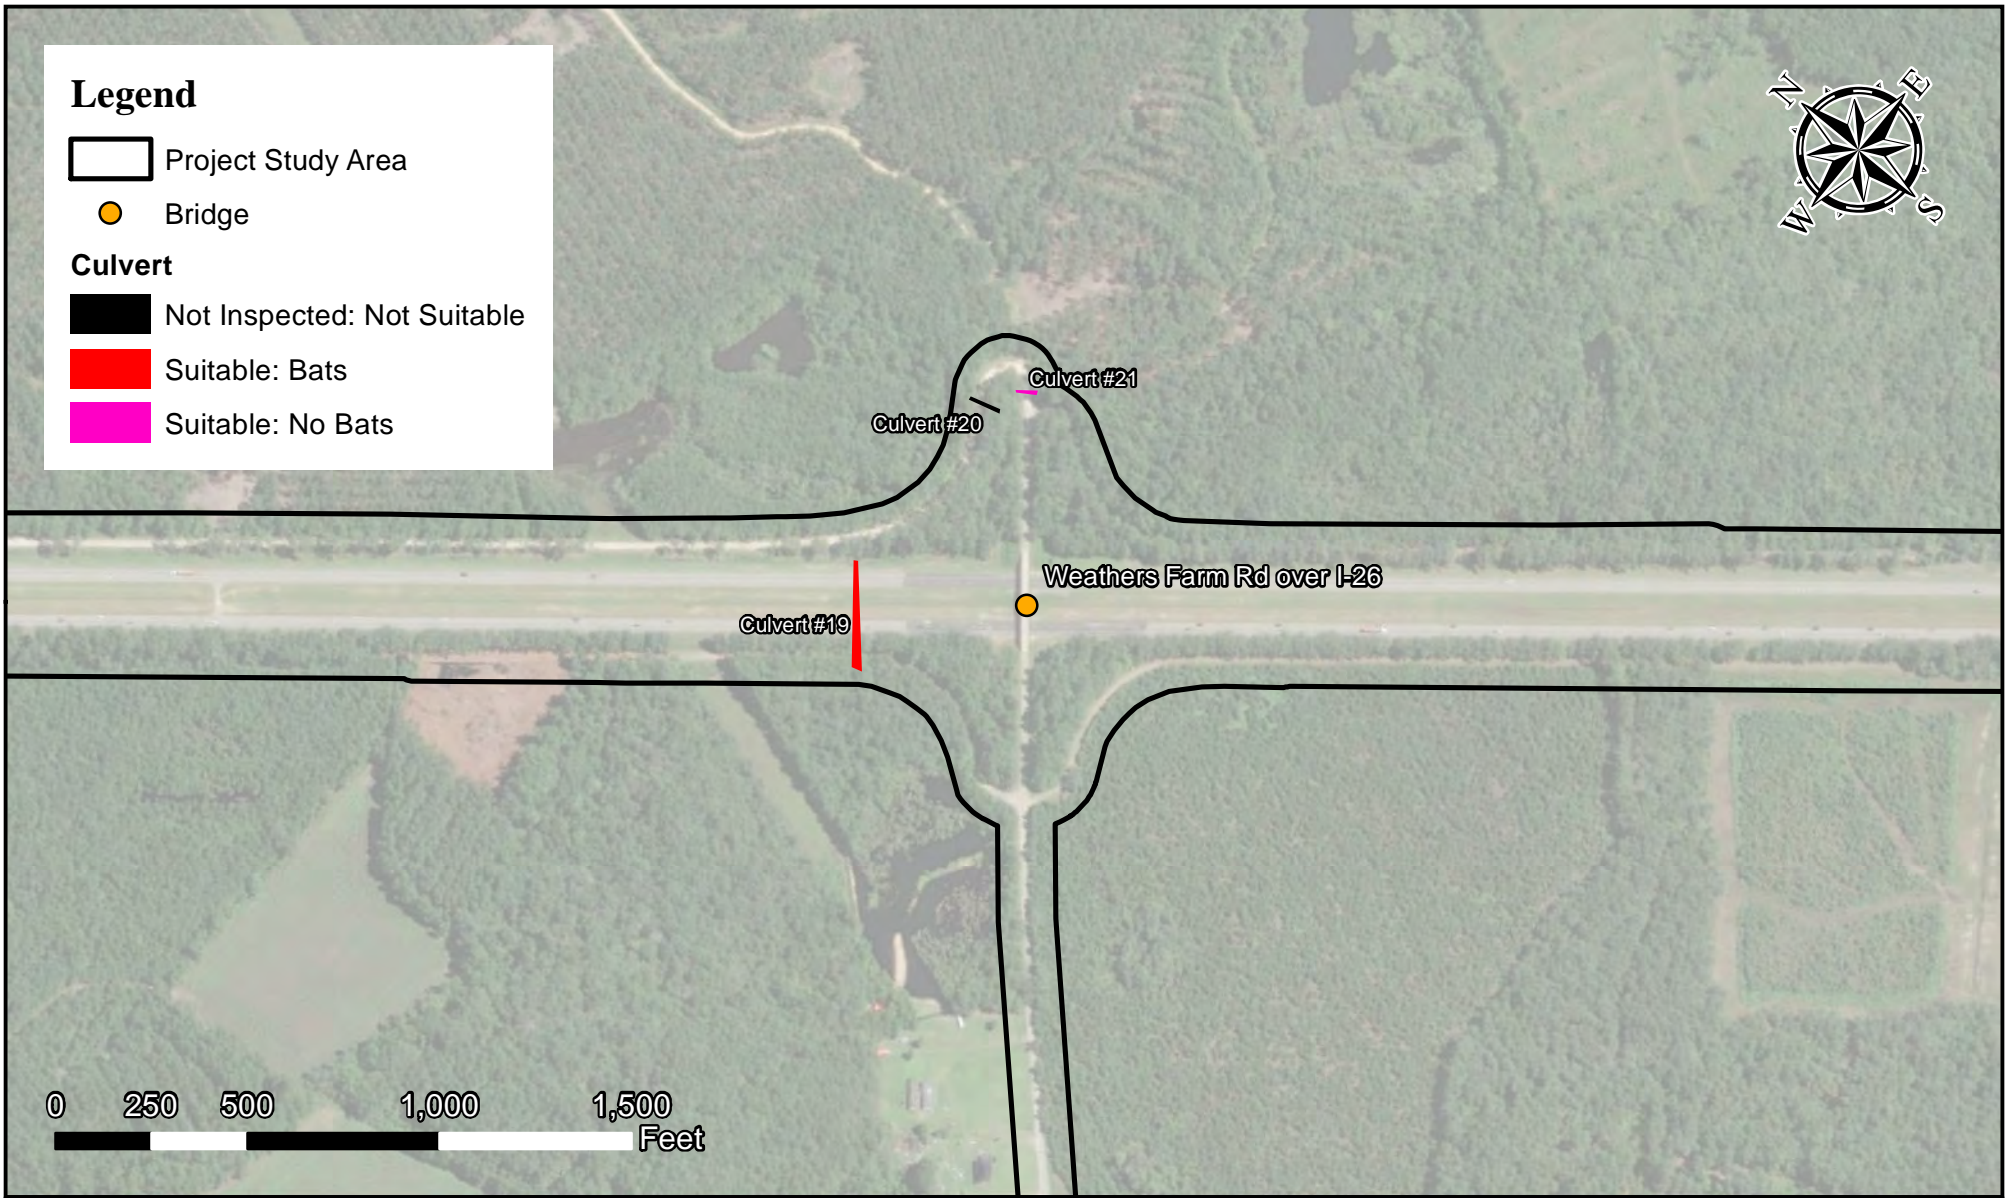 Legend
Project Study Area
Bridge
Culvert
Not Inspected: Not Suitable
Suitable: Bats
Suitable: No Bats
N
E
W
S
Culvert #21
Culvert #20
Weathers Farm Rd over I-26
Culvert #19
0 250 500 1,000 1,500
Feet